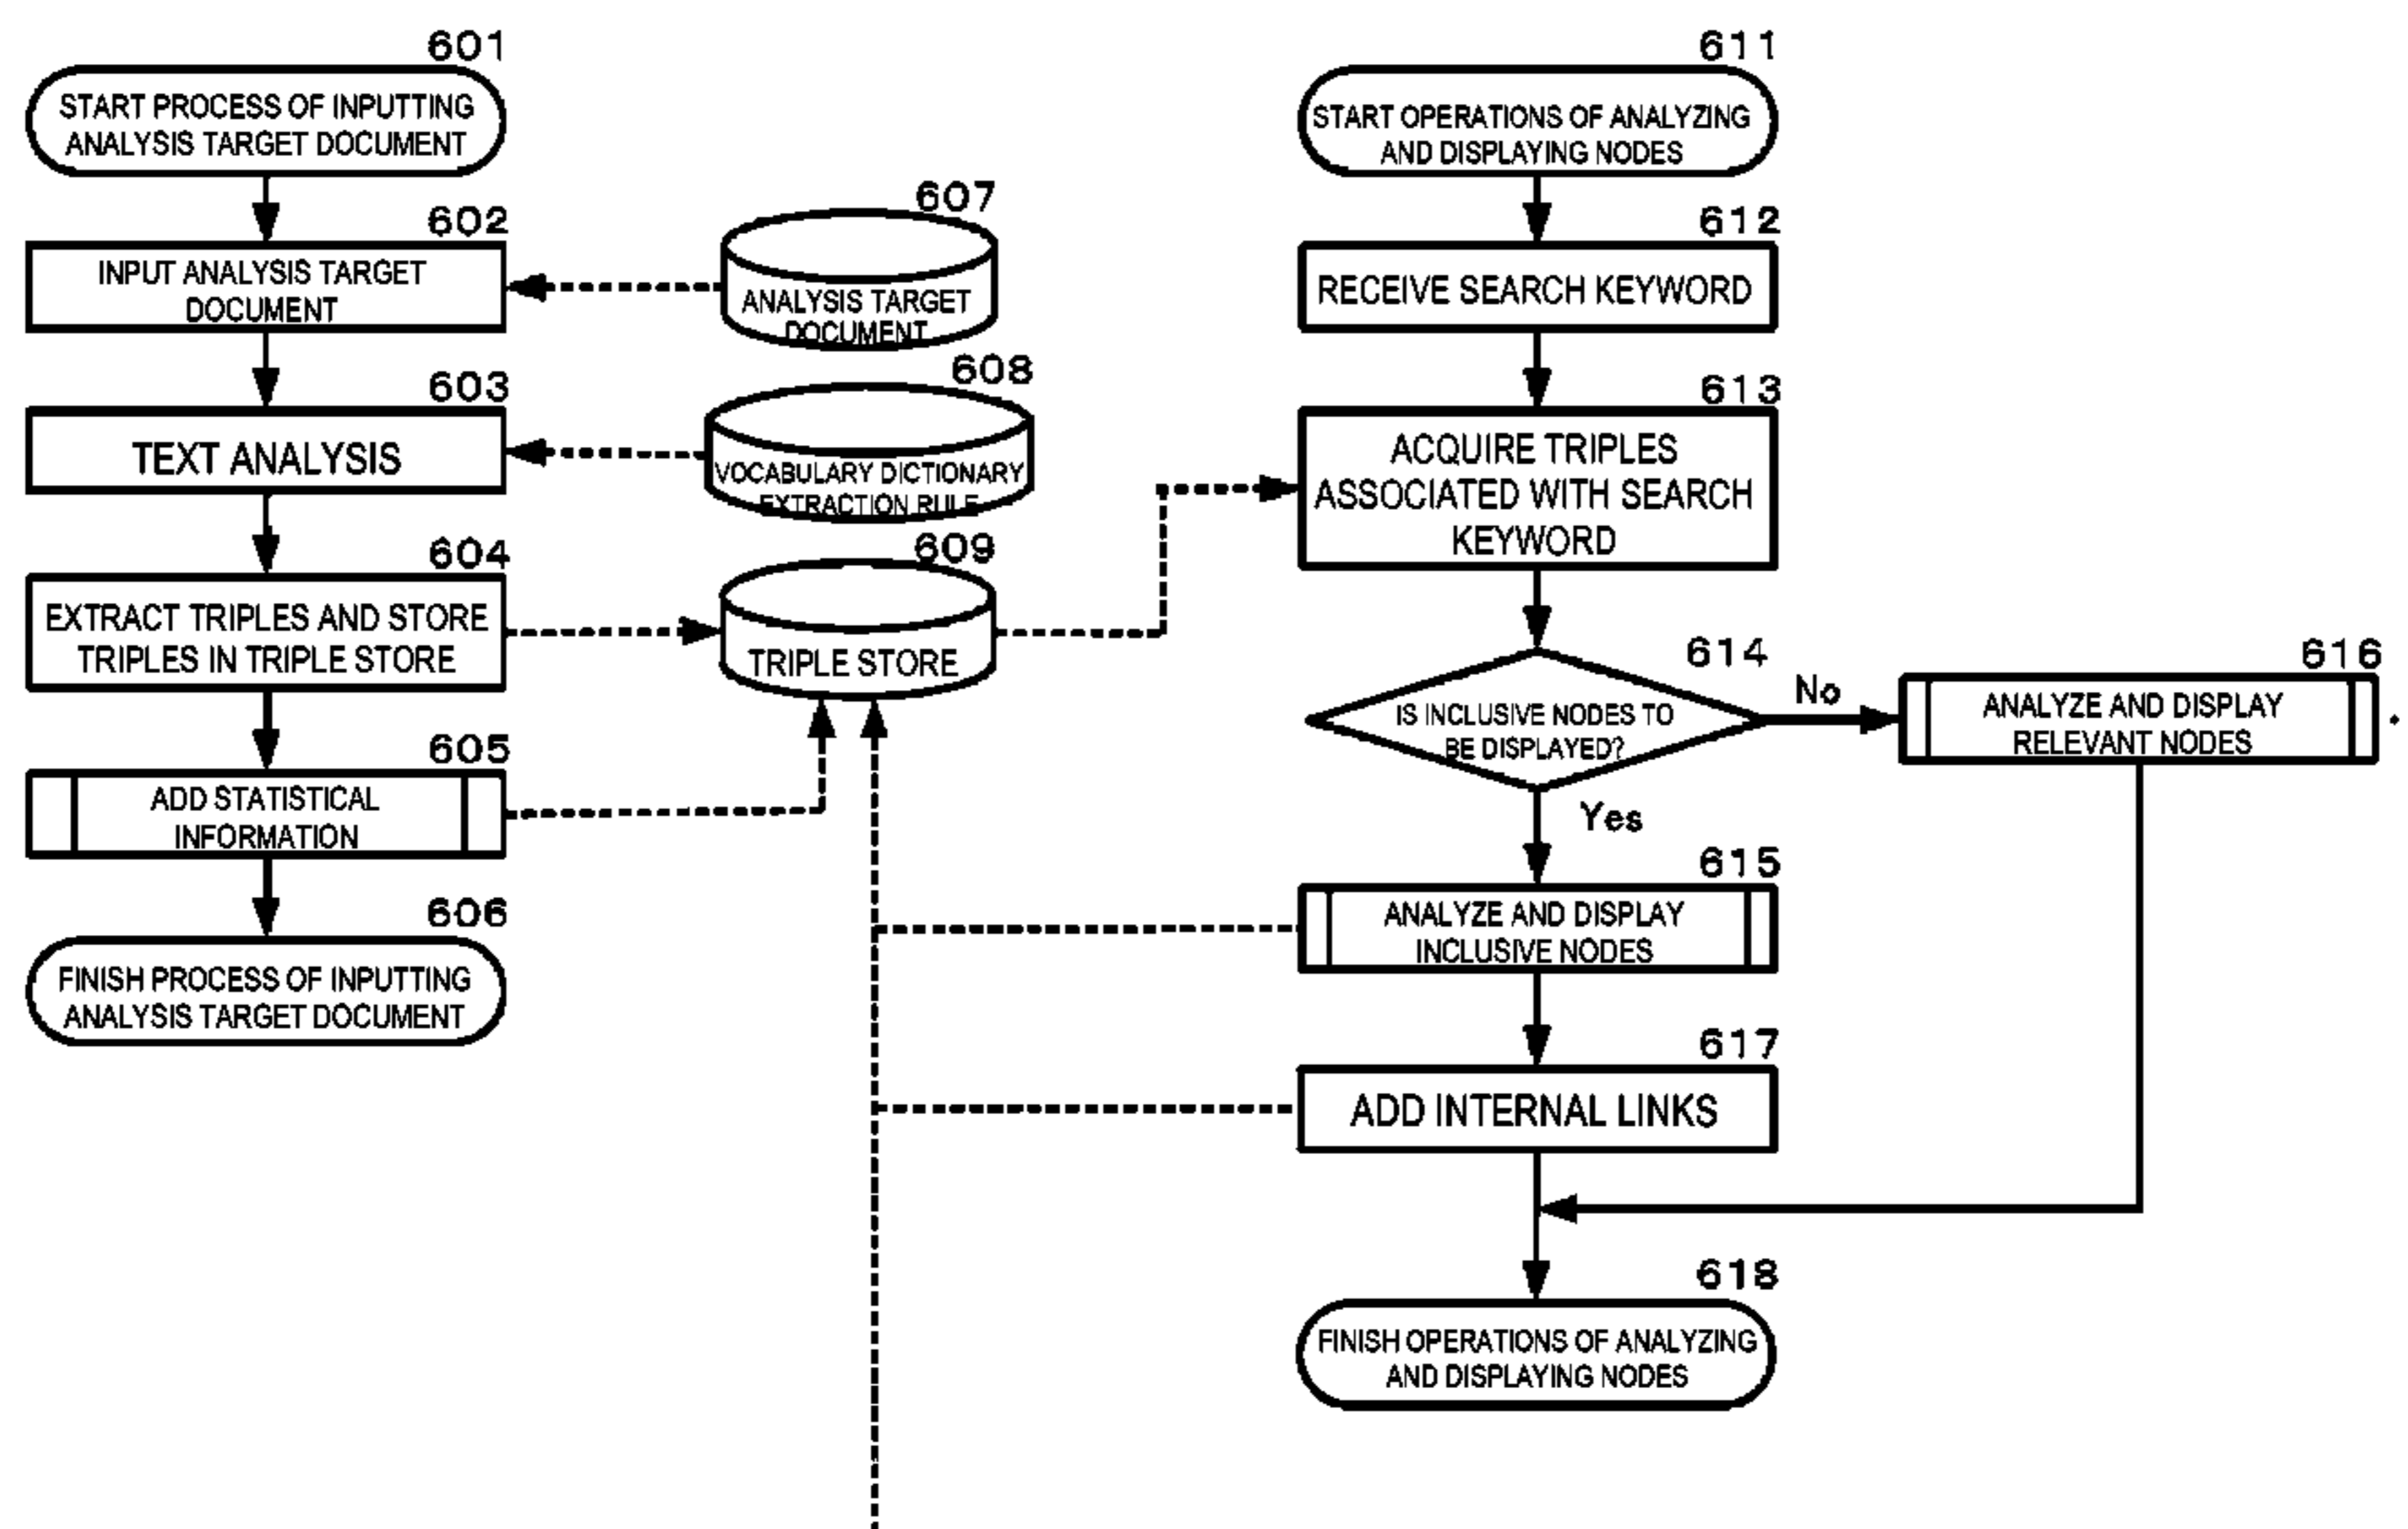 601
START PROCESS OF INPUTTING
ANALYSIS TARGET DOCUMENT
602
INPUT ANALYSIS TARGET
DOCUMENT
603
TEXT ANALYSIS
604
EXTRACT TRIPLES AND STORE
TRIPLES IN TRIPLE STORE
605
ADD STATISTICAL
INFORMATION
606
FINISH PROCESS OF INPUTTING
ANALYSIS TARGET DOCUMENT
607
ANALYSIS TARGET
DOCUMENT
608
VOCABULARY DICTIONARY
EXTRACTION RULE
609
TRIPLE STORE
611
START OPERATIONS OF ANALYZING
AND DISPLAYING NODES
612
RECEIVE SEARCH KEYWORD
613
ACQUIRE TRIPLES
ASSOCIATED WITH SEARCH
KEYWORD
614
IS INCLUSIVE NODES TO
BE DISPLAYED?
No
616
ANALYZE AND DISPLAY
RELEVANT NODES
Yes
615
ANALYZE AND DISPLAY
INCLUSIVE NODES
617
ADD INTERNAL LINKS
618
FINISH OPERATIONS OF ANALYZING
AND DISPLAYING NODES